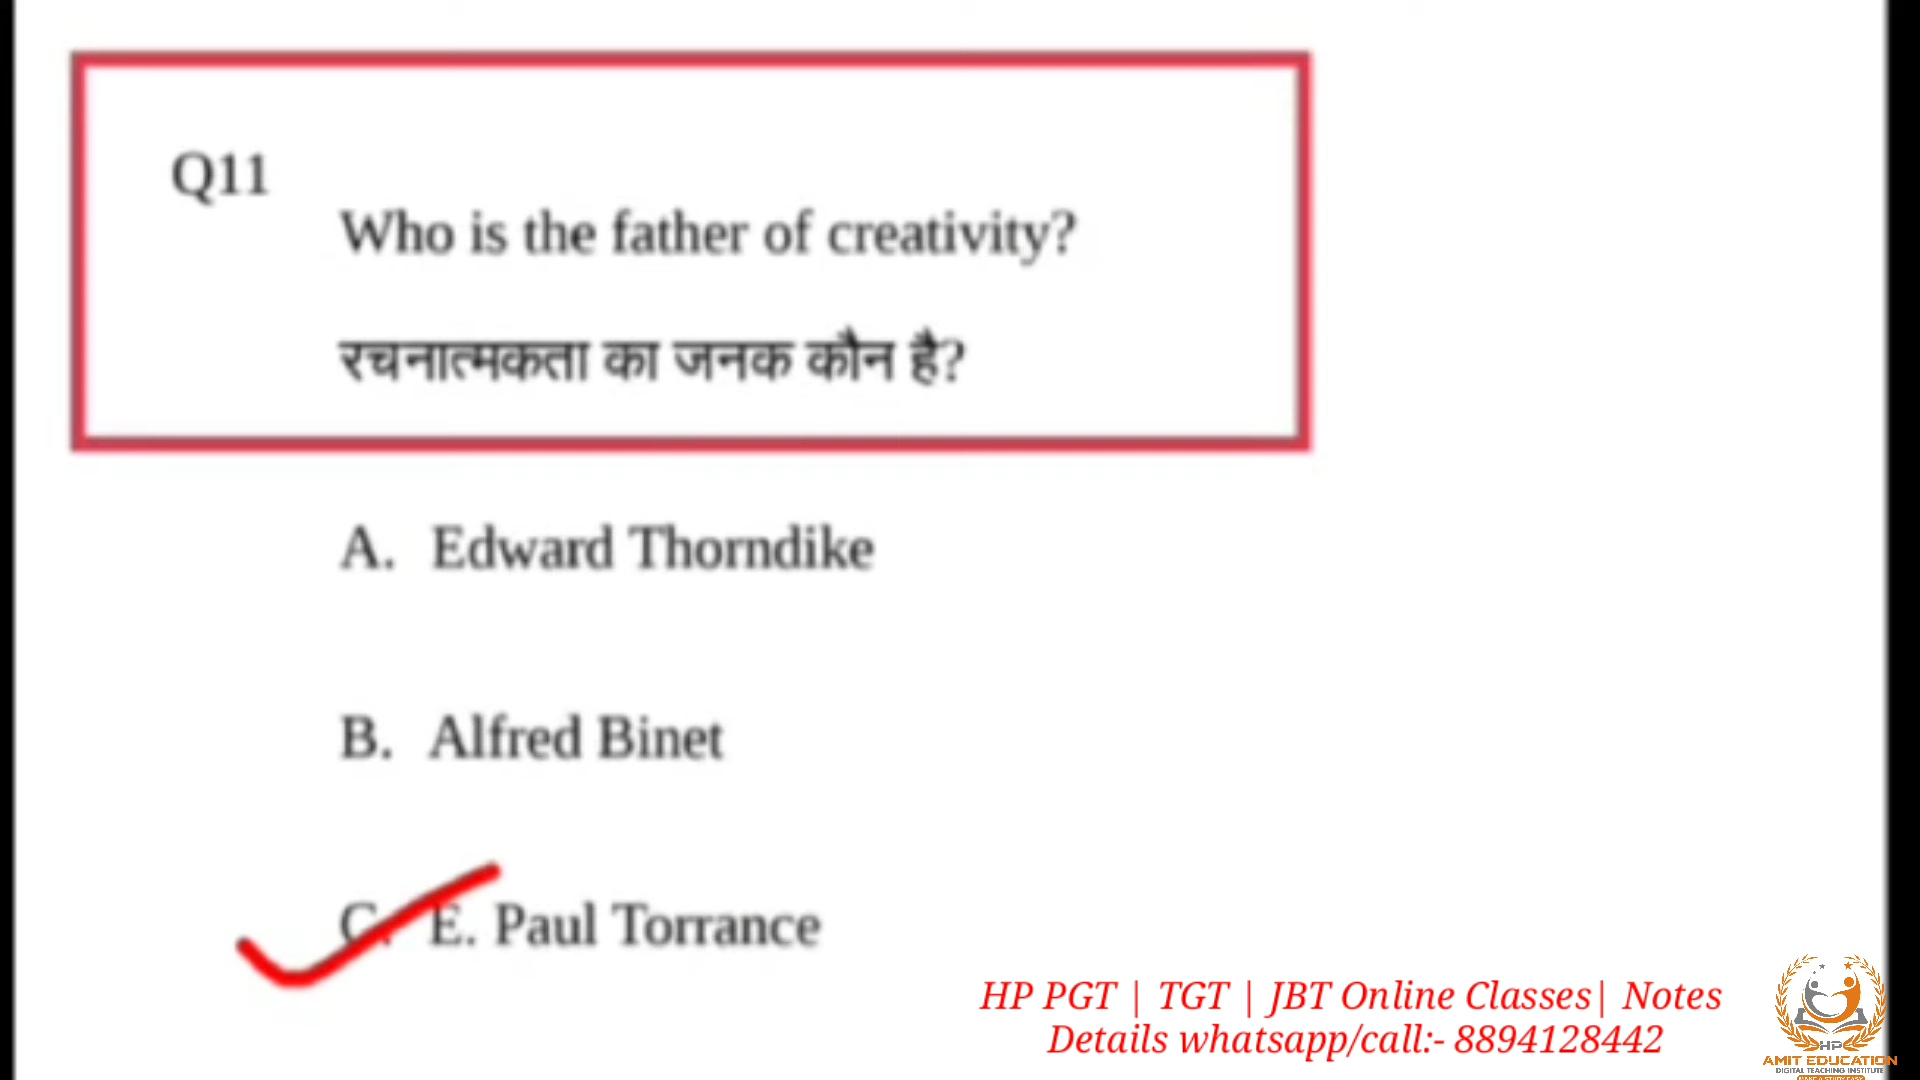 Q11
Who is the father of creativity?
रचनात्मकता का जनक कौन है?
A. Edward Thorndike
B. Alfred Binet
C. E. Paul Torrance
HP PGT | TGT | JBT Online Classes| Notes
Details whatsapp/call:- 8894128442
HP
AMIT EDUCATION
DIGITAL TEACHING INSTITUTE